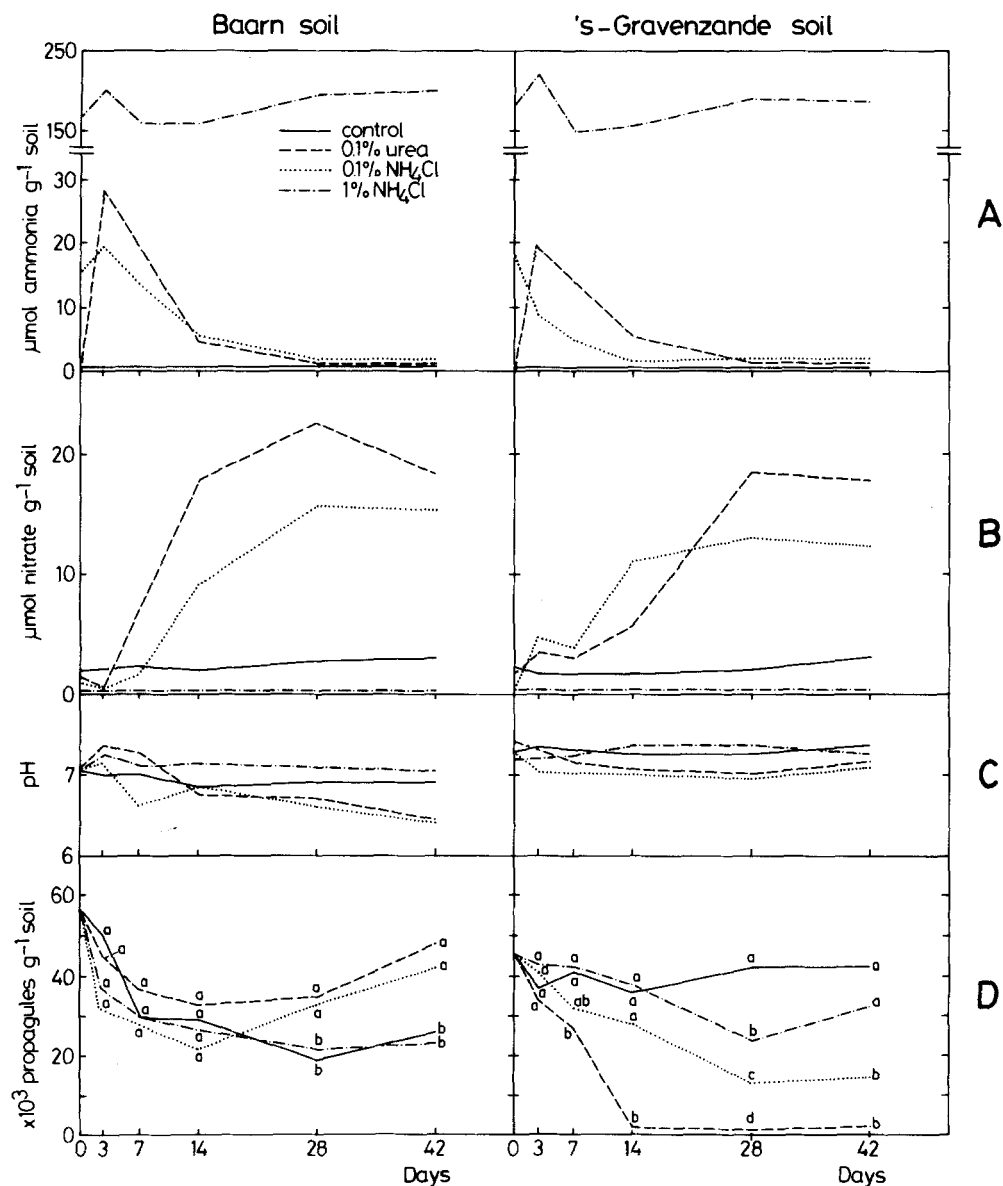 Baarn soil
's-Gravenzande soil
250
150
30
20
10
0
µmol ammonia g⁻¹ soil
control
0.1% urea
0.1% NH₄Cl
1% NH₄Cl
A
20
10
0
µmol nitrate g⁻¹ soil
B
7
6
pH
C
60
40
20
0
x10³ propagules g⁻¹ soil
a
a
a
a
a
a
a
a
a
a
a
a
b
b
a
a
b
b
a
a
a
a
a
ab
b
a
a
b
a
b
c
d
a
a
b
b
D
0 3 7 14 28 42
Days
0 3 7 14 28 42
Days